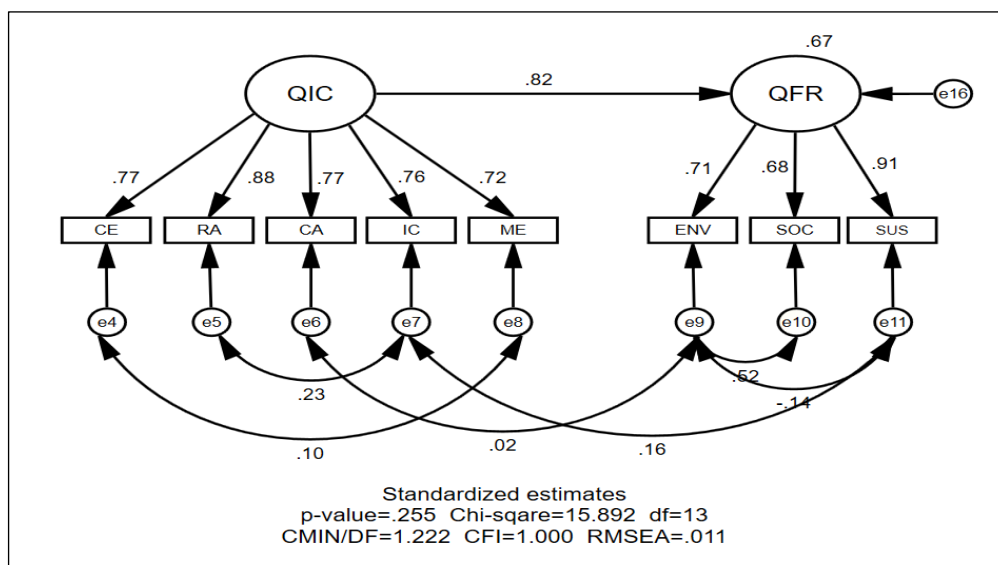 .67
.82
QIC
QFR
e16
.77
.88
.77
.76
.72
.71
.68
.91
CE
RA
CA
IC
ME
ENV
SOC
SUS
e4
e5
e6
e7
e8
e9
e10
e11
.23
.52
-.14
.10
.02
.16
Standardized estimates
p-value=.255 Chi-sqare=15.892 df=13
CMIN/DF=1.222 CFI=1.000 RMSEA=.011